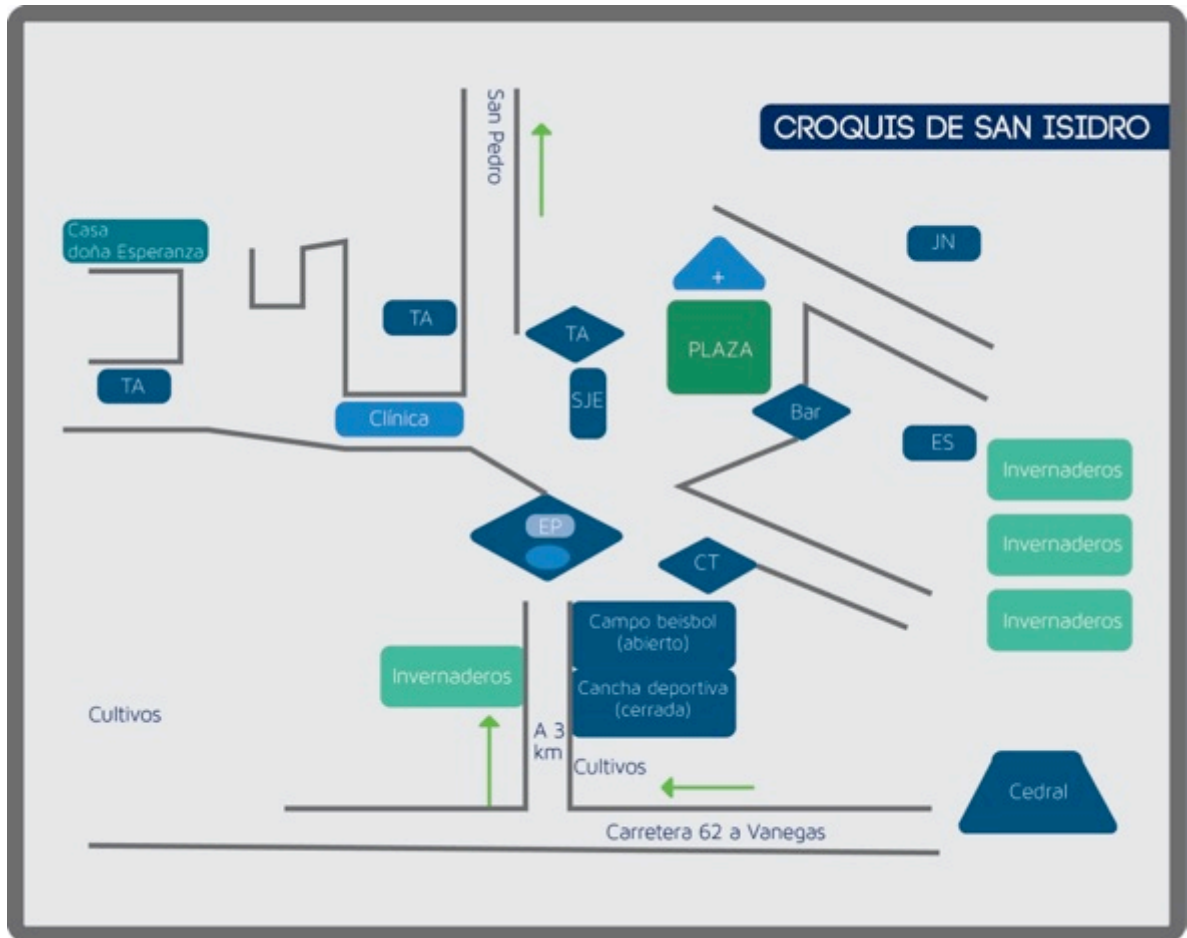 CROQUIS DE SAN ISIDRO
San Pedro
Casa
doña Esperanza
JN
+
TA
TA
PLAZA
TA
SJE
Bar
Clínica
ES
Invernaderos
EP
Invernaderos
CT
Invernaderos
Campo beisbol
(abierto)
Invernaderos
Cancha deportiva
(cerrada)
Cultivos
A 3
km
Cultivos
Cedral
Carretera 62 a Vanegas